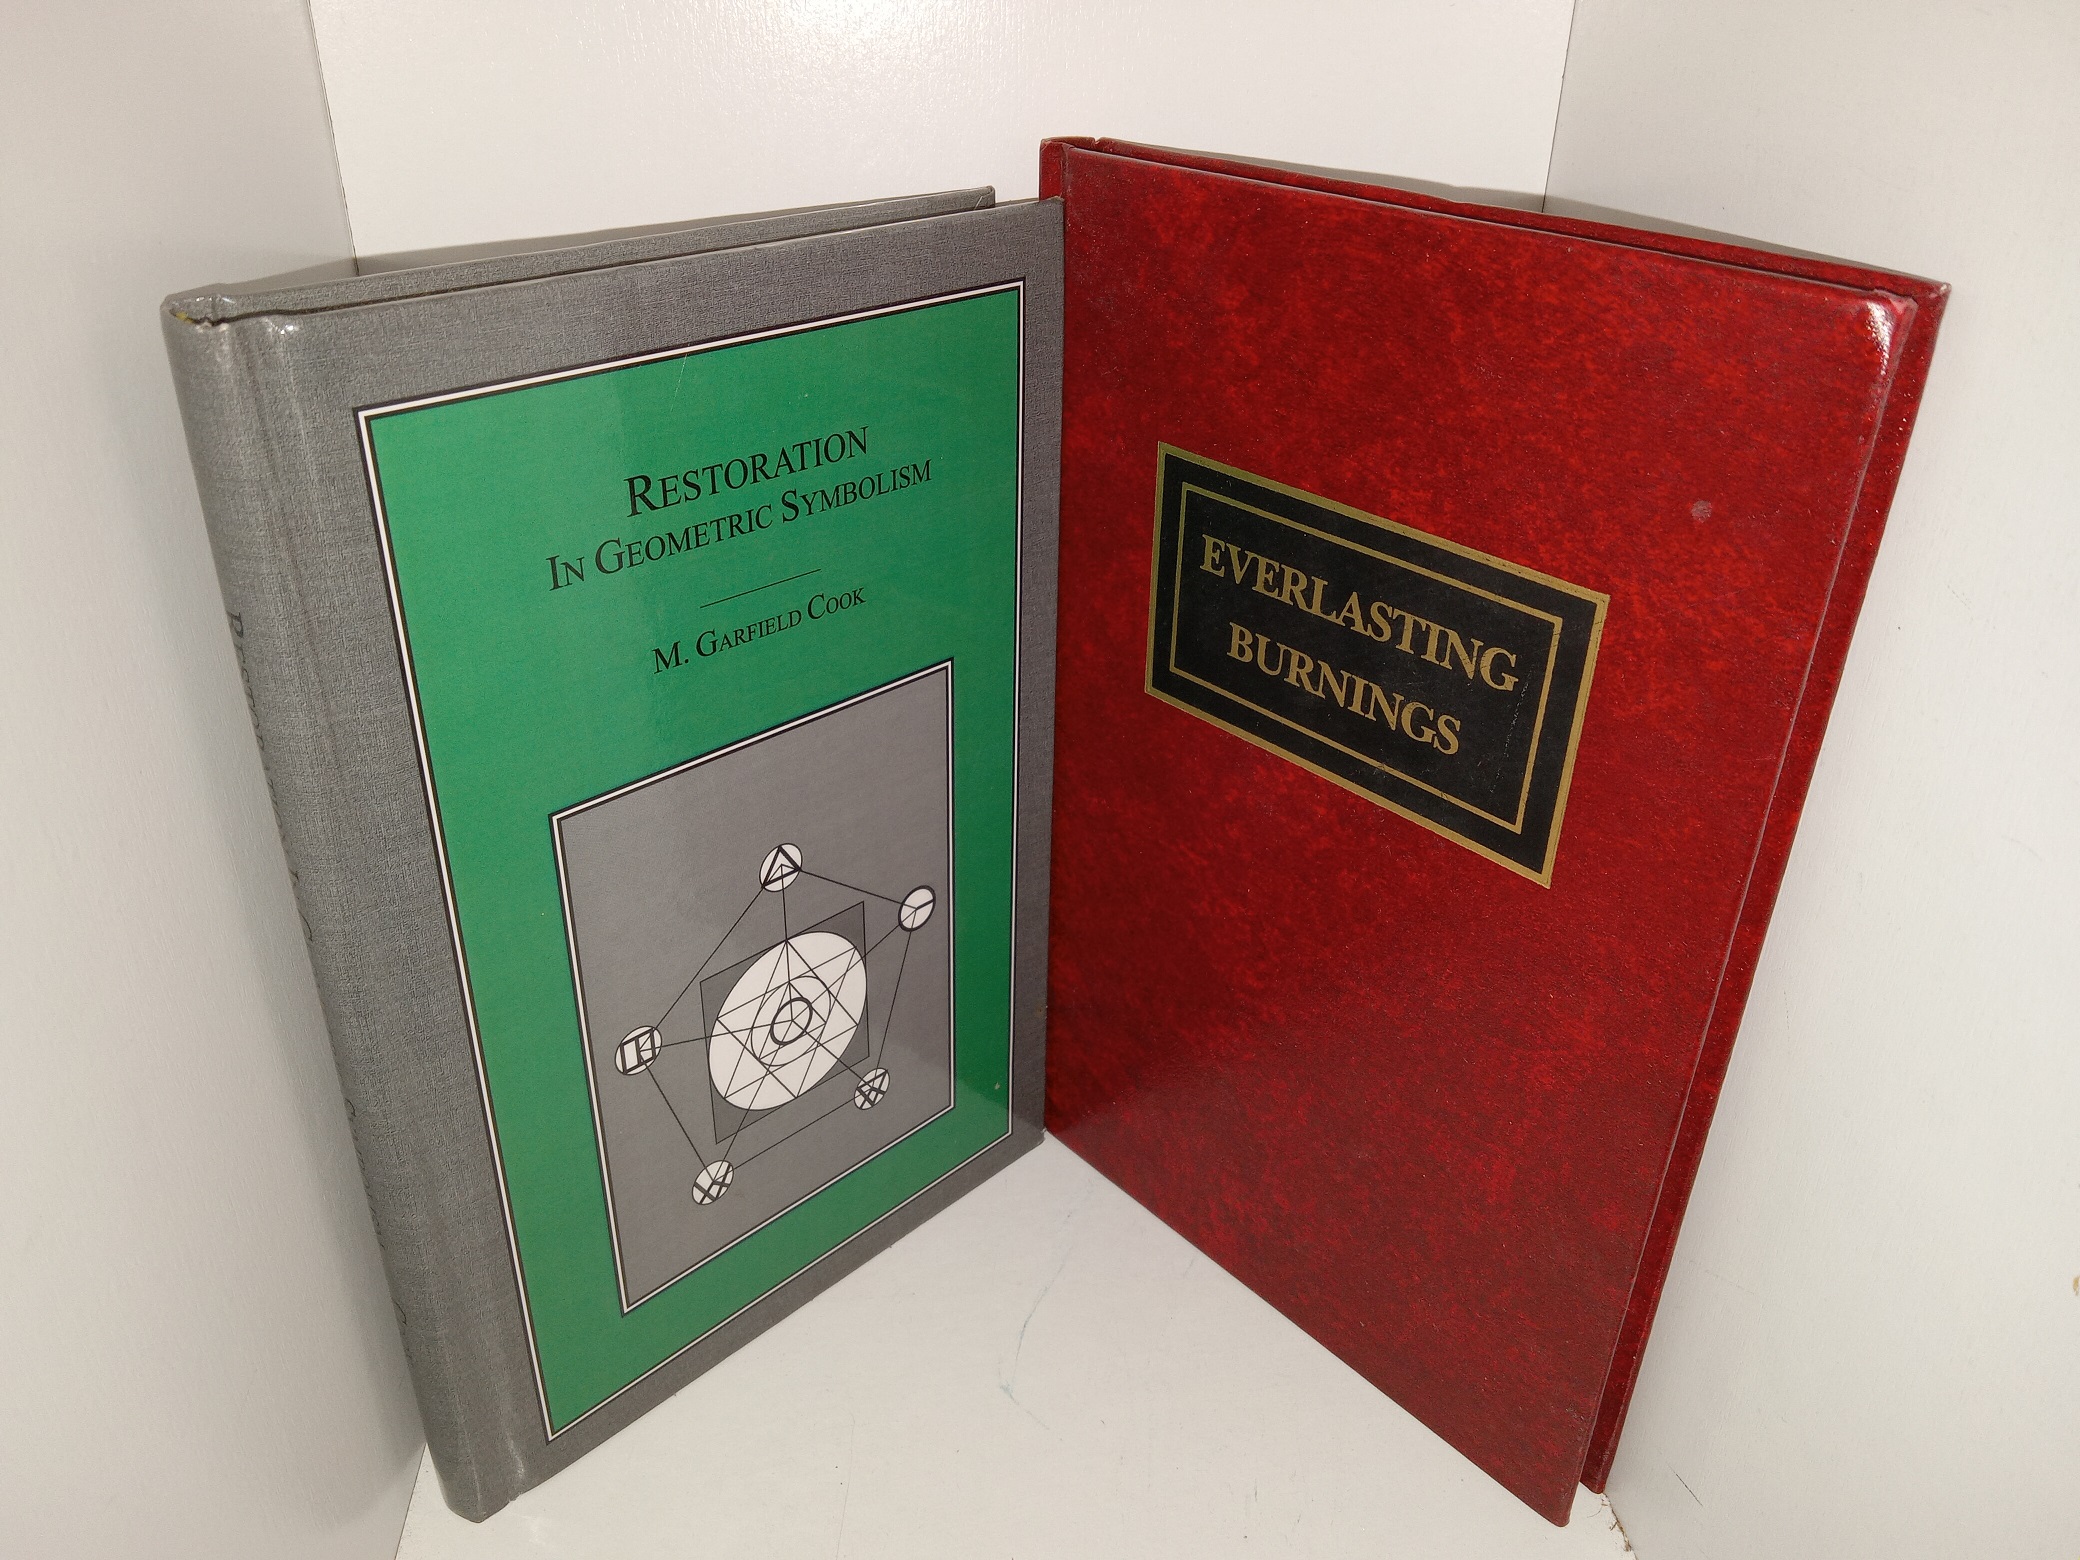 RESTORATION
IN GEOMETRIC SYMBOLISM
M. GARFIELD COOK
EVERLASTING
BURNINGS